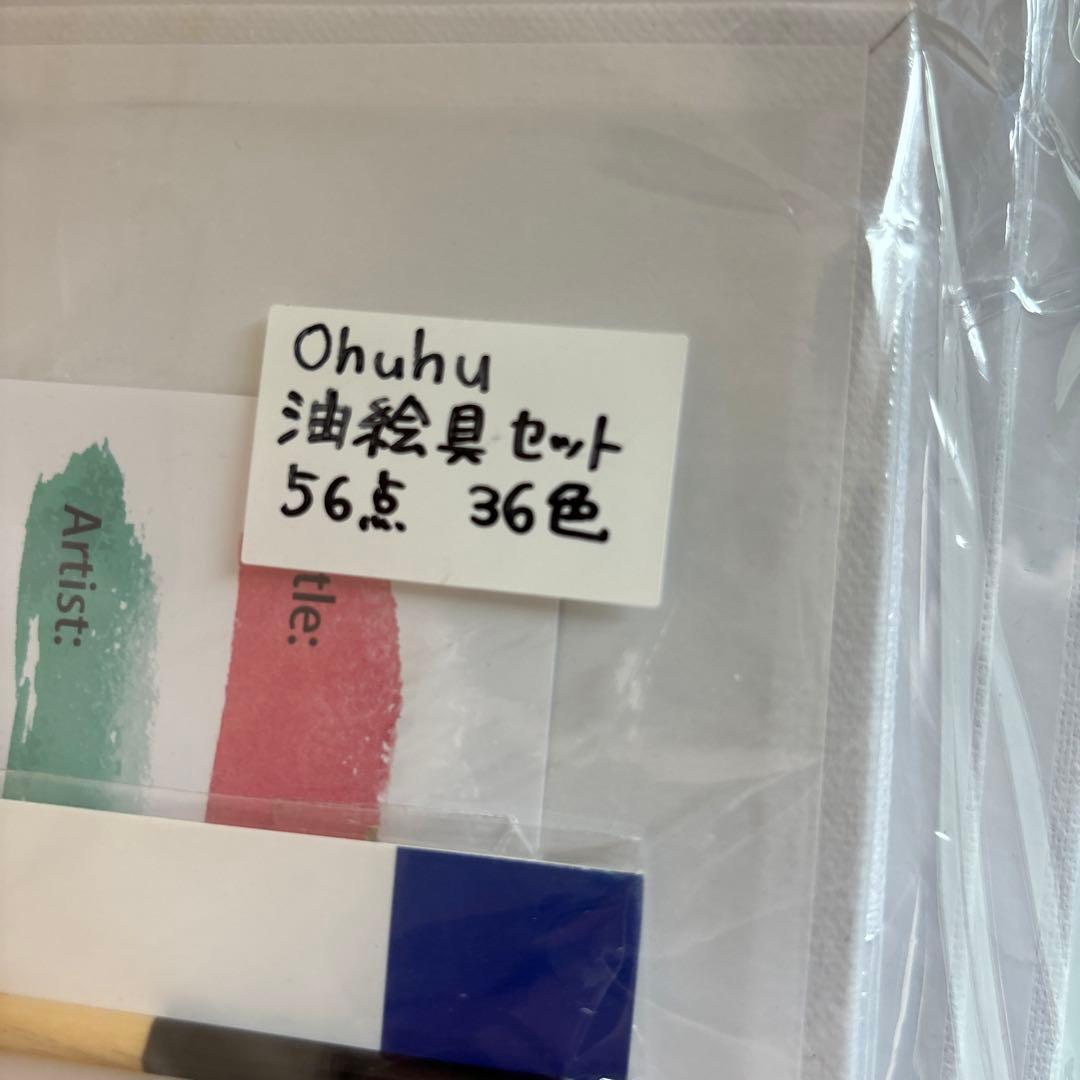 Ohuhu
油絵具セット
56点 36色
Artist:
tle: